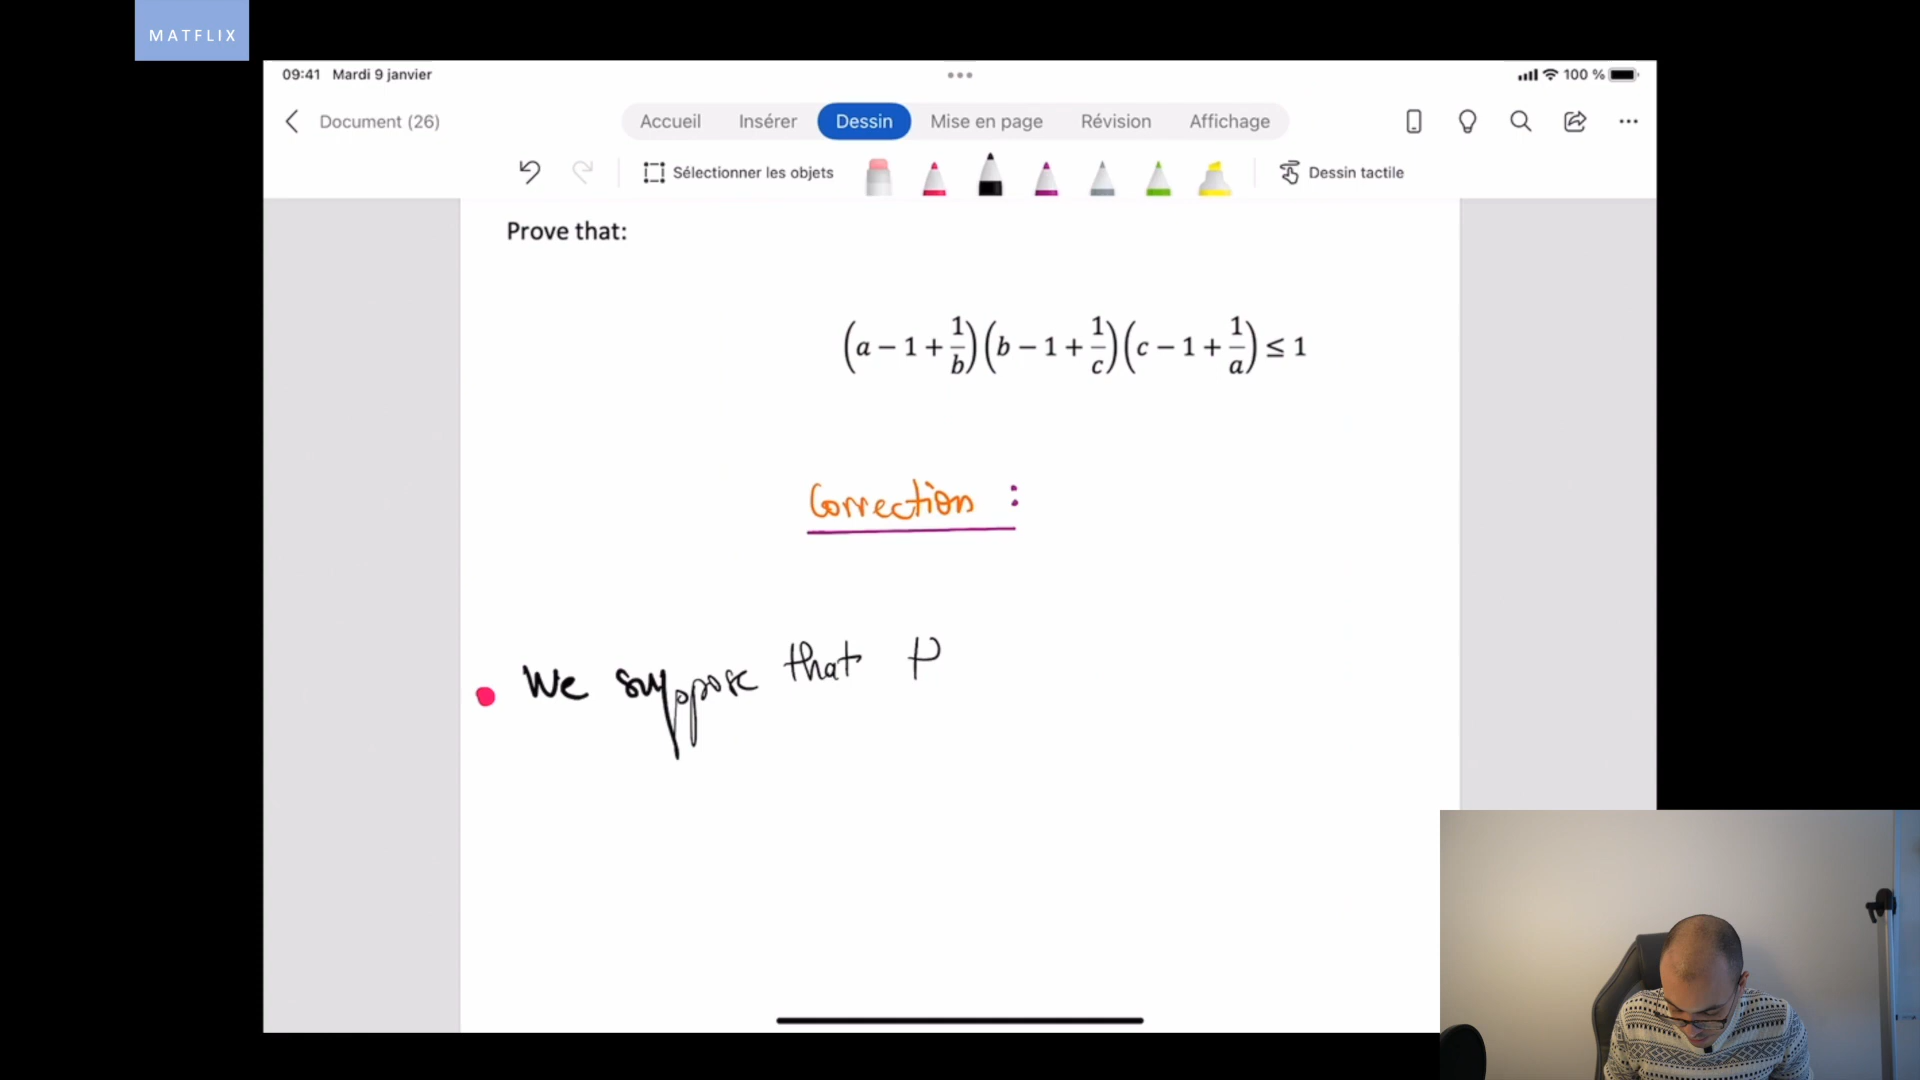 MATFLIX
09:41 Mardi 9 janvier
100 %
Document (26)
Accueil Insérer Dessin Mise en page Révision Affichage
Sélectionner les objets
Dessin tactile
Prove that:
(a − 1 + 1/b)(b − 1 + 1/c)(c − 1 + 1/a) ≤ 1
Correction :
• We suppose that p